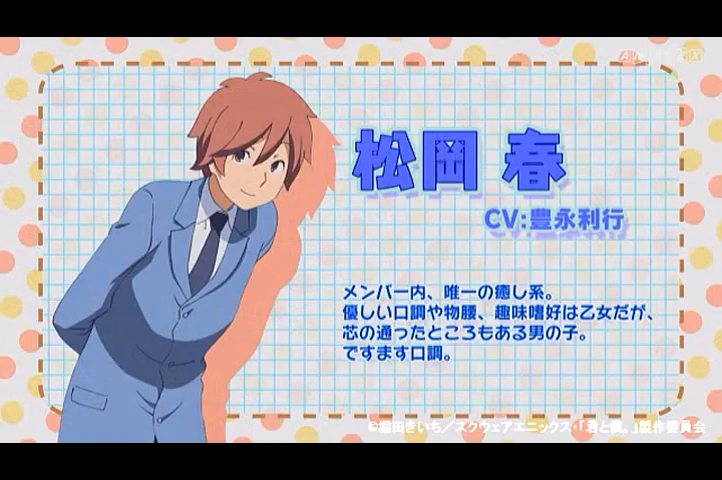 ANIPLEX
松岡 春
CV:豊永利行
メンバー内、唯一の癒し系。
優しい口調や物腰、趣味嗜好は乙女だが、
芯の通ったところもある男の子。
ですます口調。
©堀田きいち／スクウェアエニックス・「君と僕。」製作委員会